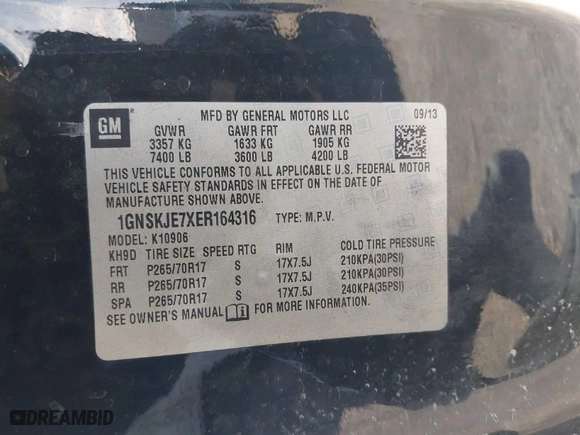 GM
MFD BY GENERAL MOTORS LLC 09/13
GVWR GAWR FRT GAWR RR
3357 KG 1633 KG 1905 KG
7400 LB 3600 LB 4200 LB
THIS VEHICLE CONFORMS TO ALL APPLICABLE U.S. FEDERAL MOTOR
VEHICLE SAFETY STANDARDS IN EFFECT ON THE DATE OF
MANUFACTURE SHOWN ABOVE.
1GNSKJE7XER164316 TYPE: M.P.V.
MODEL: K10906
KH9D TIRE SIZE SPEED RTG RIM COLD TIRE PRESSURE
FRT P265/70R17 S 17X7.5J 210KPA(30PSI)
RR P265/70R17 S 17X7.5J 210KPA(30PSI)
SPA P265/70R17 S 17X7.5J 240KPA(35PSI)
SEE OWNER'S MANUAL FOR MORE INFORMATION.
DREAMBID